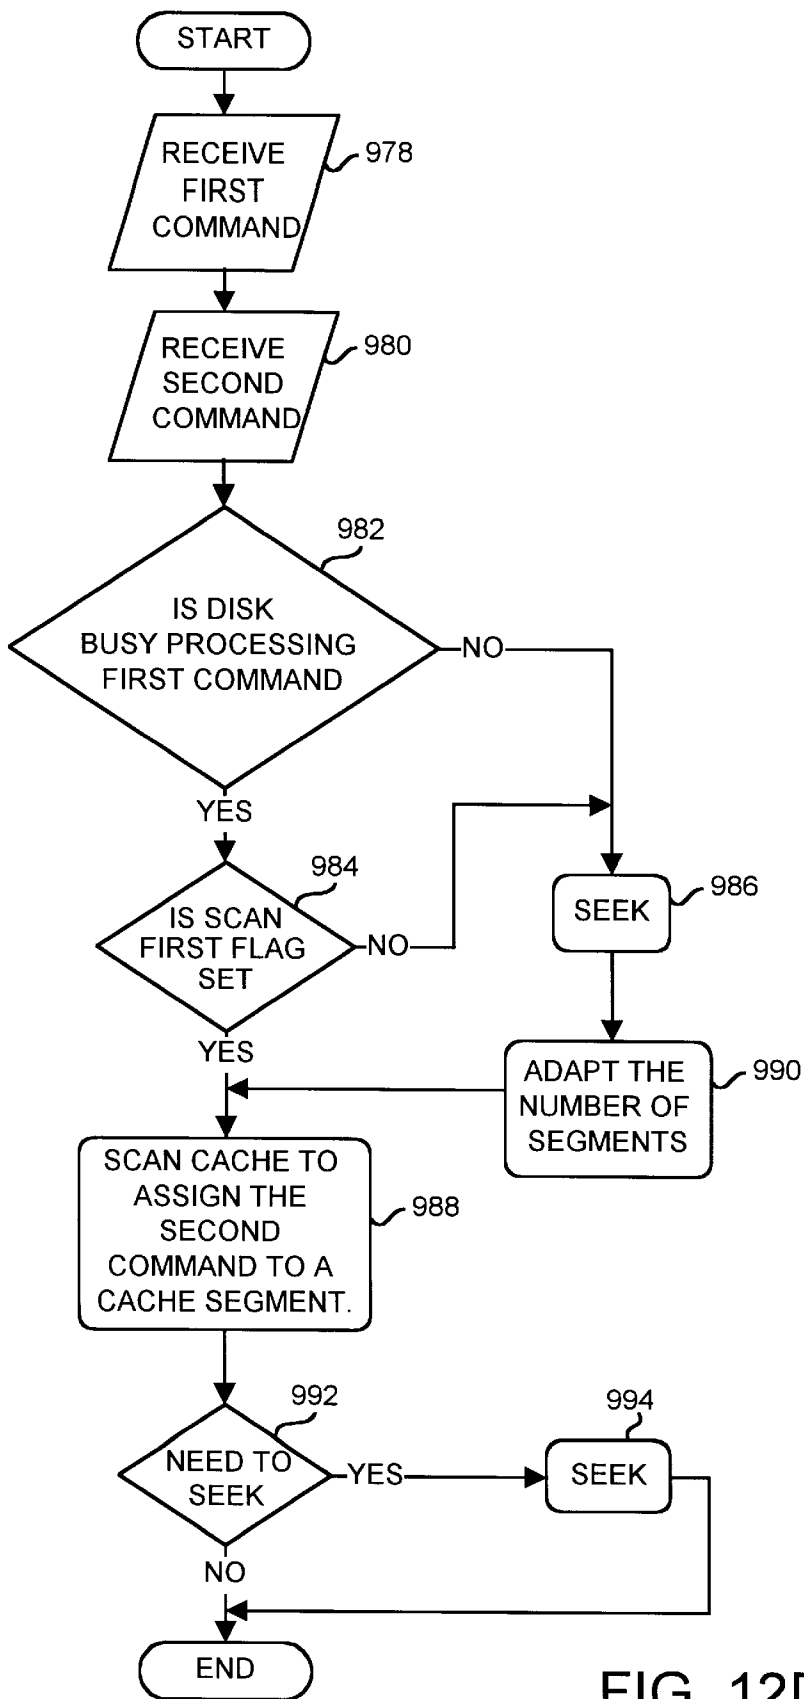 START
RECEIVE
FIRST
COMMAND
978
RECEIVE
SECOND
COMMAND
980
982
IS DISK
BUSY PROCESSING
FIRST COMMAND
NO
YES
984
IS SCAN
FIRST FLAG
SET
NO
986
SEEK
YES
ADAPT THE
NUMBER OF
SEGMENTS
990
SCAN CACHE TO
ASSIGN THE
SECOND
COMMAND TO A
CACHE SEGMENT.
988
992
NEED TO
SEEK
YES
994
SEEK
NO
END
FIG. 12